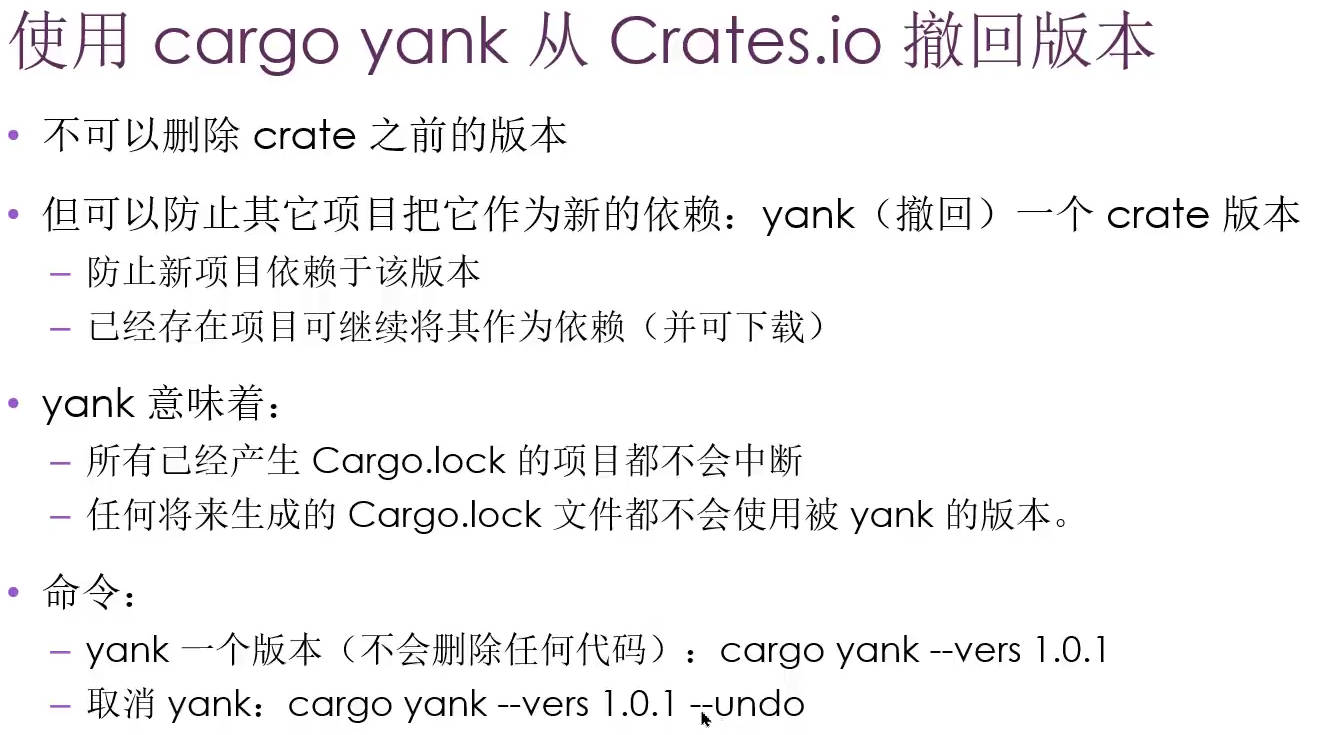 使用 cargo yank 从 Crates.io 撤回版本
• 不可以删除 crate 之前的版本
• 但可以防止其它项目把它作为新的依赖：yank（撤回）一个 crate 版本
– 防止新项目依赖于该版本
– 已经存在项目可继续将其作为依赖（并可下载）
• yank 意味着：
– 所有已经产生 Cargo.lock 的项目都不会中断
– 任何将来生成的 Cargo.lock 文件都不会使用被 yank 的版本。
• 命令：
– yank 一个版本（不会删除任何代码）：cargo yank --vers 1.0.1
– 取消 yank：cargo yank --vers 1.0.1 --undo